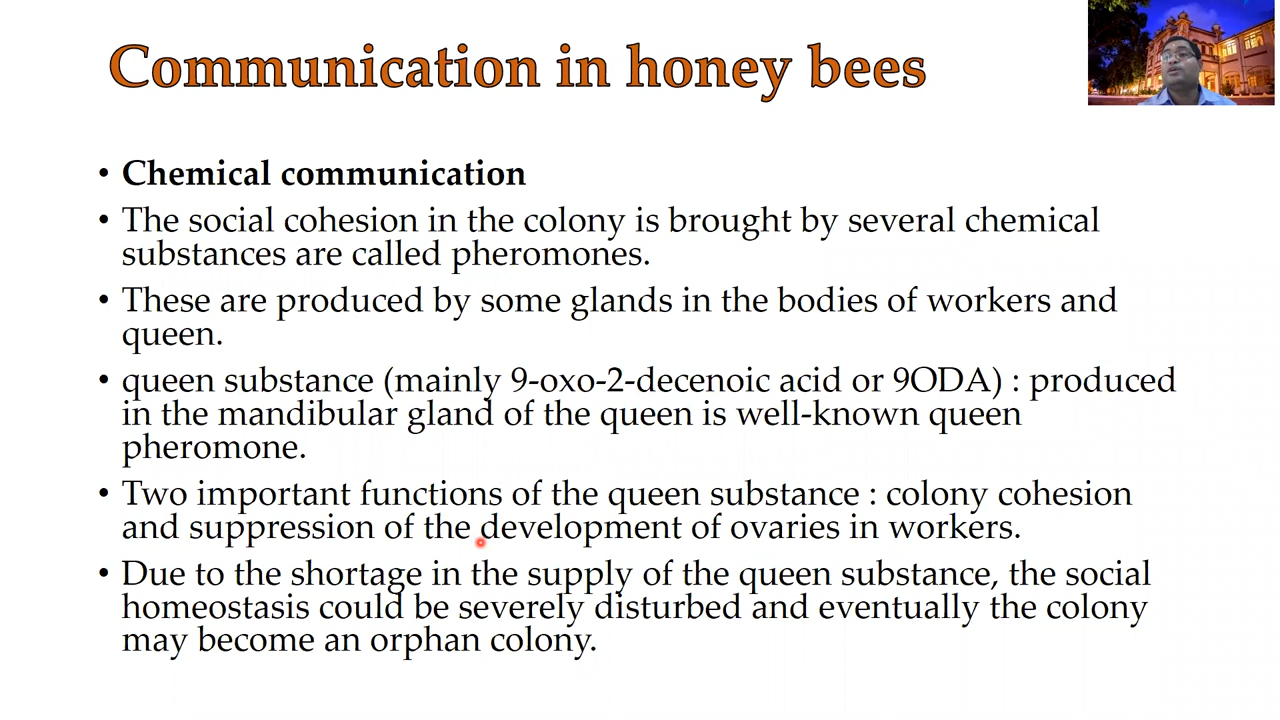 Communication in honey bees
• Chemical communication
• The social cohesion in the colony is brought by several chemical
substances are called pheromones.
• These are produced by some glands in the bodies of workers and
queen.
• queen substance (mainly 9-oxo-2-decenoic acid or 9ODA) : produced
in the mandibular gland of the queen is well-known queen
pheromone.
• Two important functions of the queen substance : colony cohesion
and suppression of the development of ovaries in workers.
• Due to the shortage in the supply of the queen substance, the social
homeostasis could be severely disturbed and eventually the colony
may become an orphan colony.